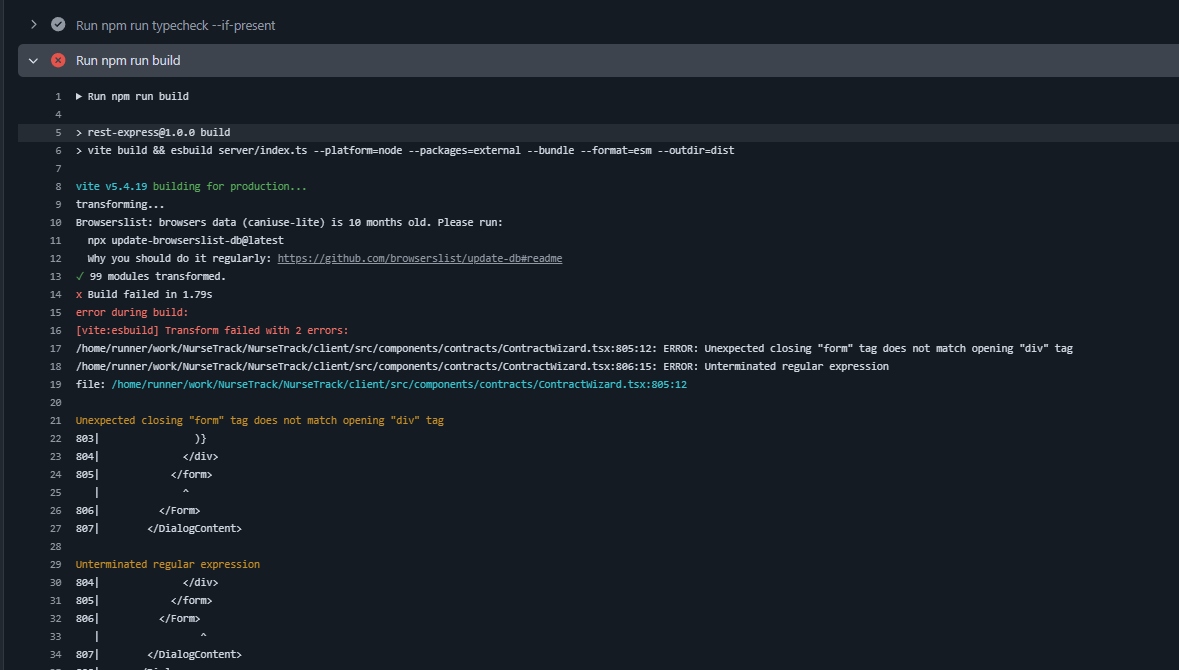 Run npm run typecheck --if-present
Run npm run build
1 ▶ Run npm run build
4
5 > rest-express@1.0.0 build
6 > vite build && esbuild server/index.ts --platform=node --packages=external --bundle --format=esm --outdir=dist
7
8 vite v5.4.19 building for production...
9 transforming...
10 Browserslist: browsers data (caniuse-lite) is 10 months old. Please run:
11   npx update-browserslist-db@latest
12   Why you should do it regularly: https://github.com/browserslist/update-db#readme
13 ✓ 99 modules transformed.
14 x Build failed in 1.79s
15 error during build:
16 [vite:esbuild] Transform failed with 2 errors:
17 /home/runner/work/NurseTrack/NurseTrack/client/src/components/contracts/ContractWizard.tsx:805:12: ERROR: Unexpected closing "form" tag does not match opening "div" tag
18 /home/runner/work/NurseTrack/NurseTrack/client/src/components/contracts/ContractWizard.tsx:806:15: ERROR: Unterminated regular expression
19 file: /home/runner/work/NurseTrack/NurseTrack/client/src/components/contracts/ContractWizard.tsx:805:12
20
21 Unexpected closing "form" tag does not match opening "div" tag
22 803|                )}
23 804|              </div>
24 805|            </form>
25    |              ^
26 806|          </Form>
27 807|        </DialogContent>
28
29 Unterminated regular expression
30 804|              </div>
31 805|            </form>
32 806|          </Form>
33    |                 ^
34 807|        </DialogContent>